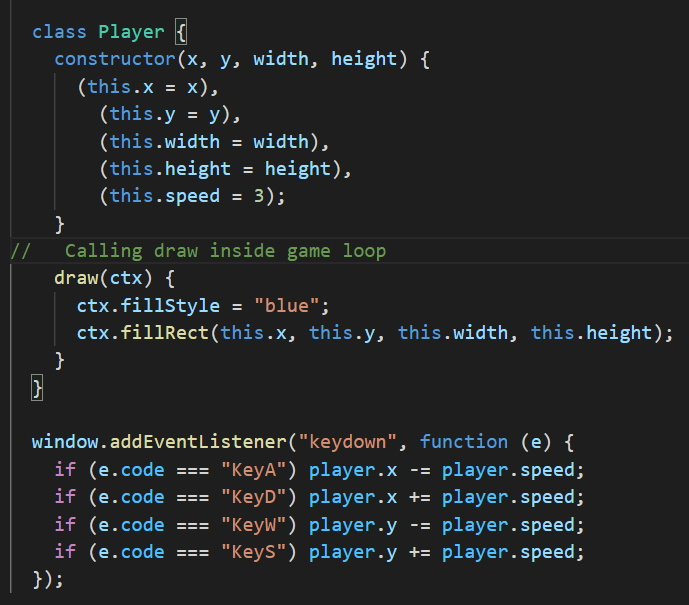 class Player {
constructor(x, y, width, height) {
(this.x = x),
(this.y = y),
(this.width = width),
(this.height = height),
(this.speed = 3);
}
// Calling draw inside game loop
draw(ctx) {
ctx.fillStyle = "blue";
ctx.fillRect(this.x, this.y, this.width, this.height);
}
}
window.addEventListener("keydown", function (e) {
if (e.code === "KeyA") player.x -= player.speed;
if (e.code === "KeyD") player.x += player.speed;
if (e.code === "KeyW") player.y -= player.speed;
if (e.code === "KeyS") player.y += player.speed;
});